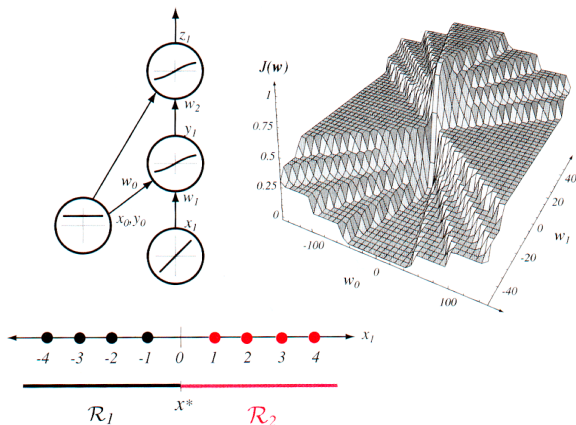 z₁
w₂
y₁
w₀
w₁
x₀,y₀
x₁
J(w)
1
0.75
0.5
0.25
0
-100
0
100
w₀
-40
-20
0
20
40
w₁
-4 -3 -2 -1 0 1 2 3 4 x₁
R₁ x* R₂